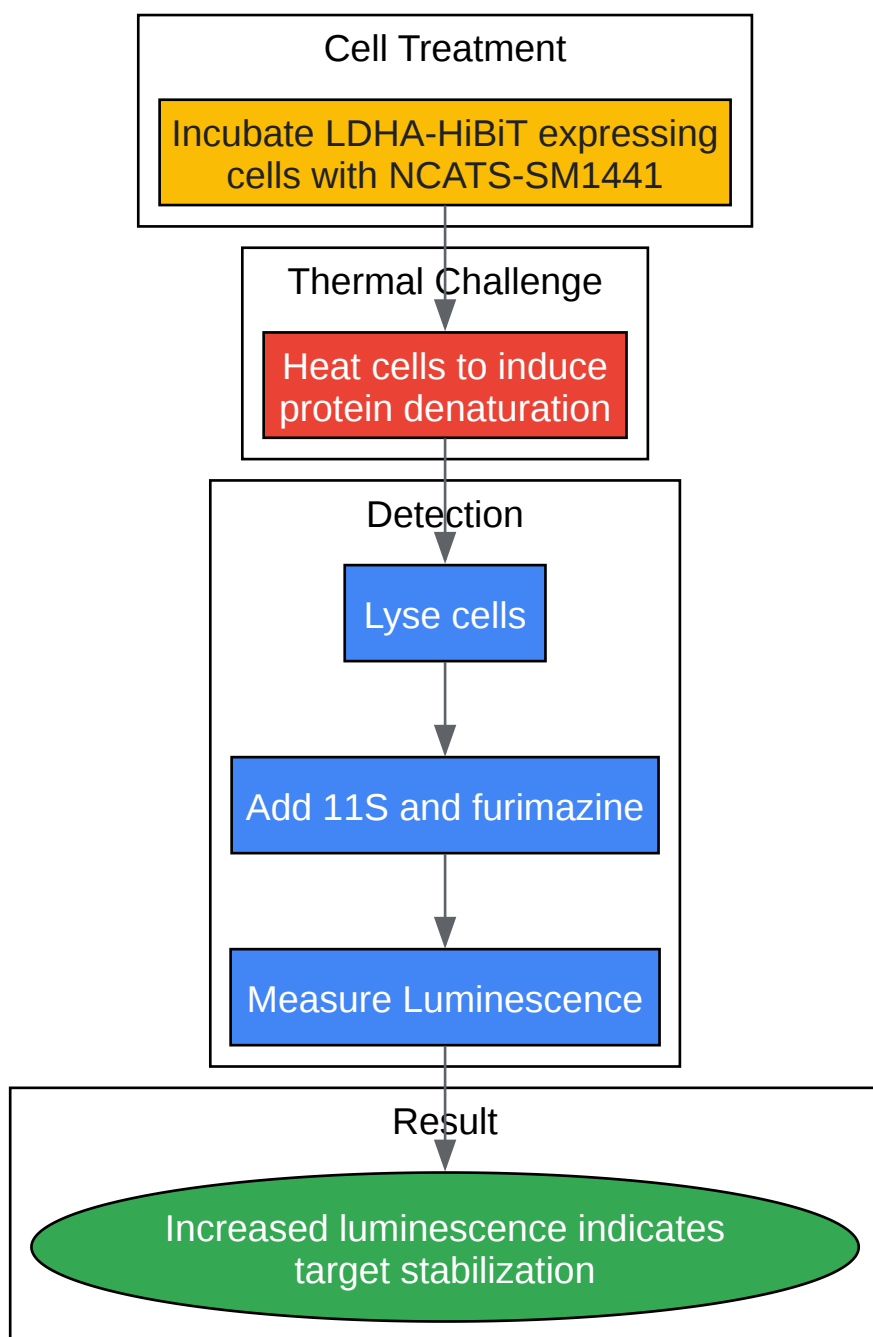 Cell Treatment
Incubate LDHA-HiBiT expressing
cells with NCATS-SM1441
Thermal Challenge
Heat cells to induce
protein denaturation
Detection
Lyse cells
Add 11S and furimazine
Measure Luminescence
Result
Increased luminescence indicates
target stabilization